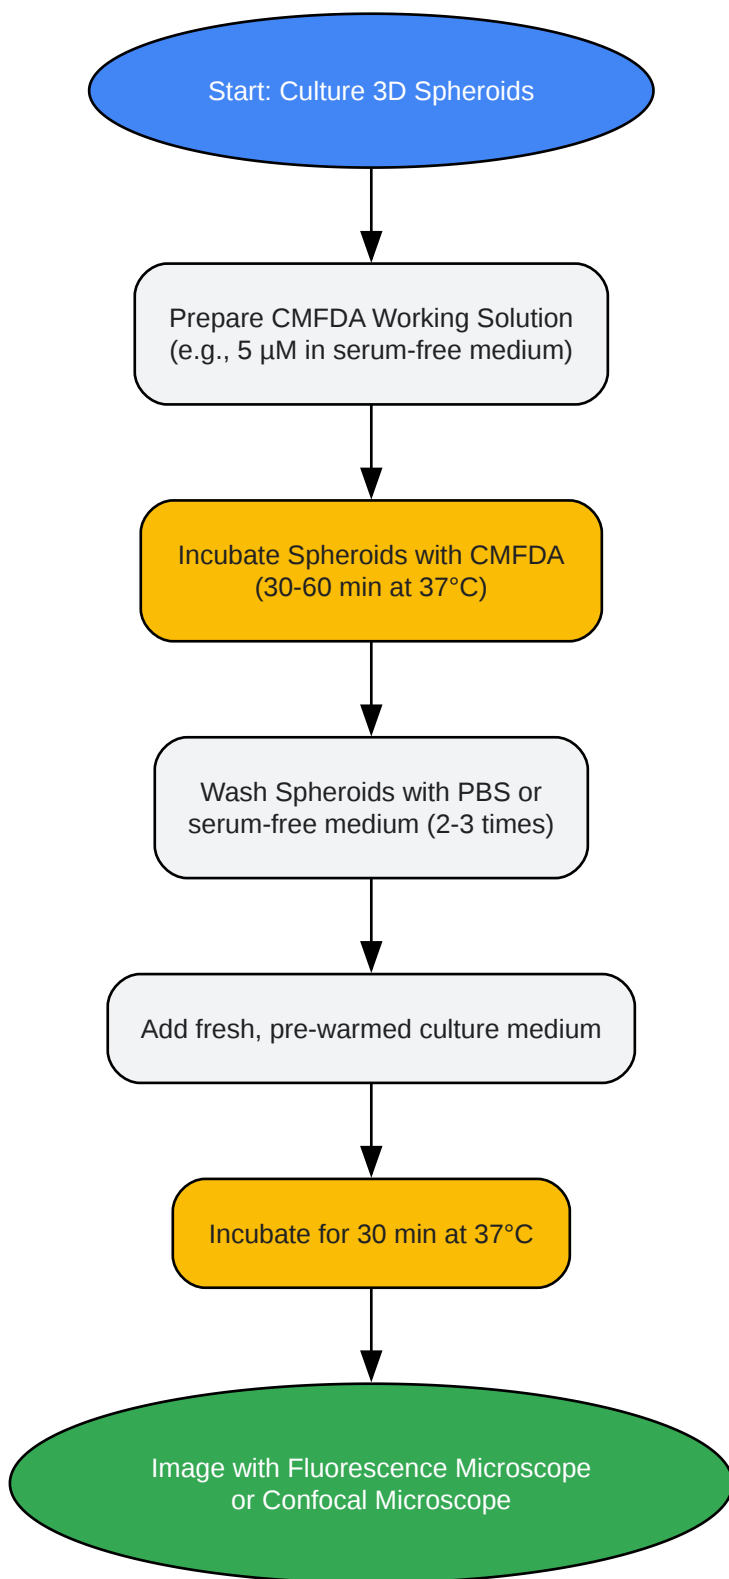 Start: Culture 3D Spheroids
Prepare CMFDA Working Solution
(e.g., 5 µM in serum-free medium)
Incubate Spheroids with CMFDA
(30-60 min at 37°C)
Wash Spheroids with PBS or
serum-free medium (2-3 times)
Add fresh, pre-warmed culture medium
Incubate for 30 min at 37°C
Image with Fluorescence Microscope
or Confocal Microscope